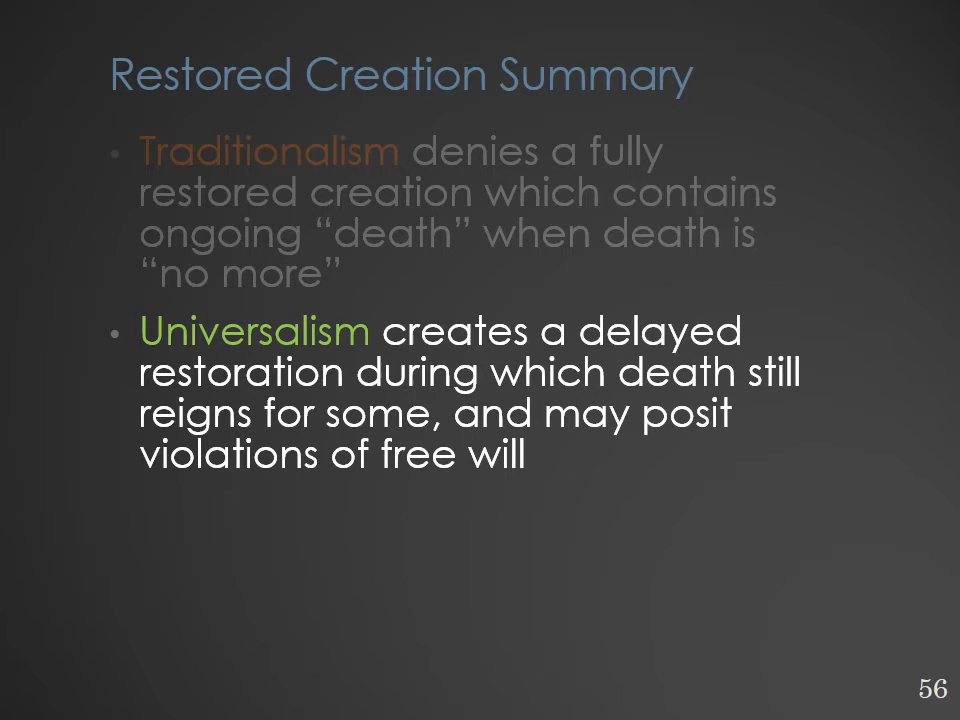 Restored Creation Summary
• Traditionalism denies a fully
restored creation which contains
ongoing “death” when death is
“no more”
• Universalism creates a delayed
restoration during which death still
reigns for some, and may posit
violations of free will
56